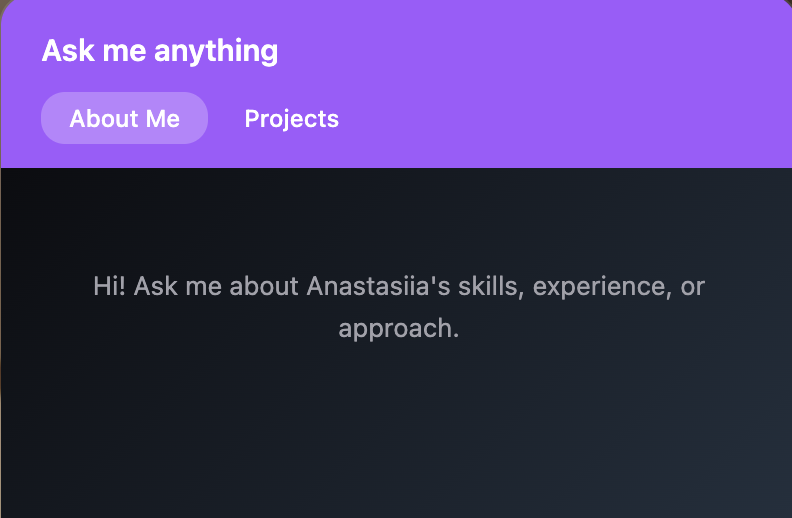 Ask me anything
About Me
Projects
Hi! Ask me about Anastasiia's skills, experience, or
approach.